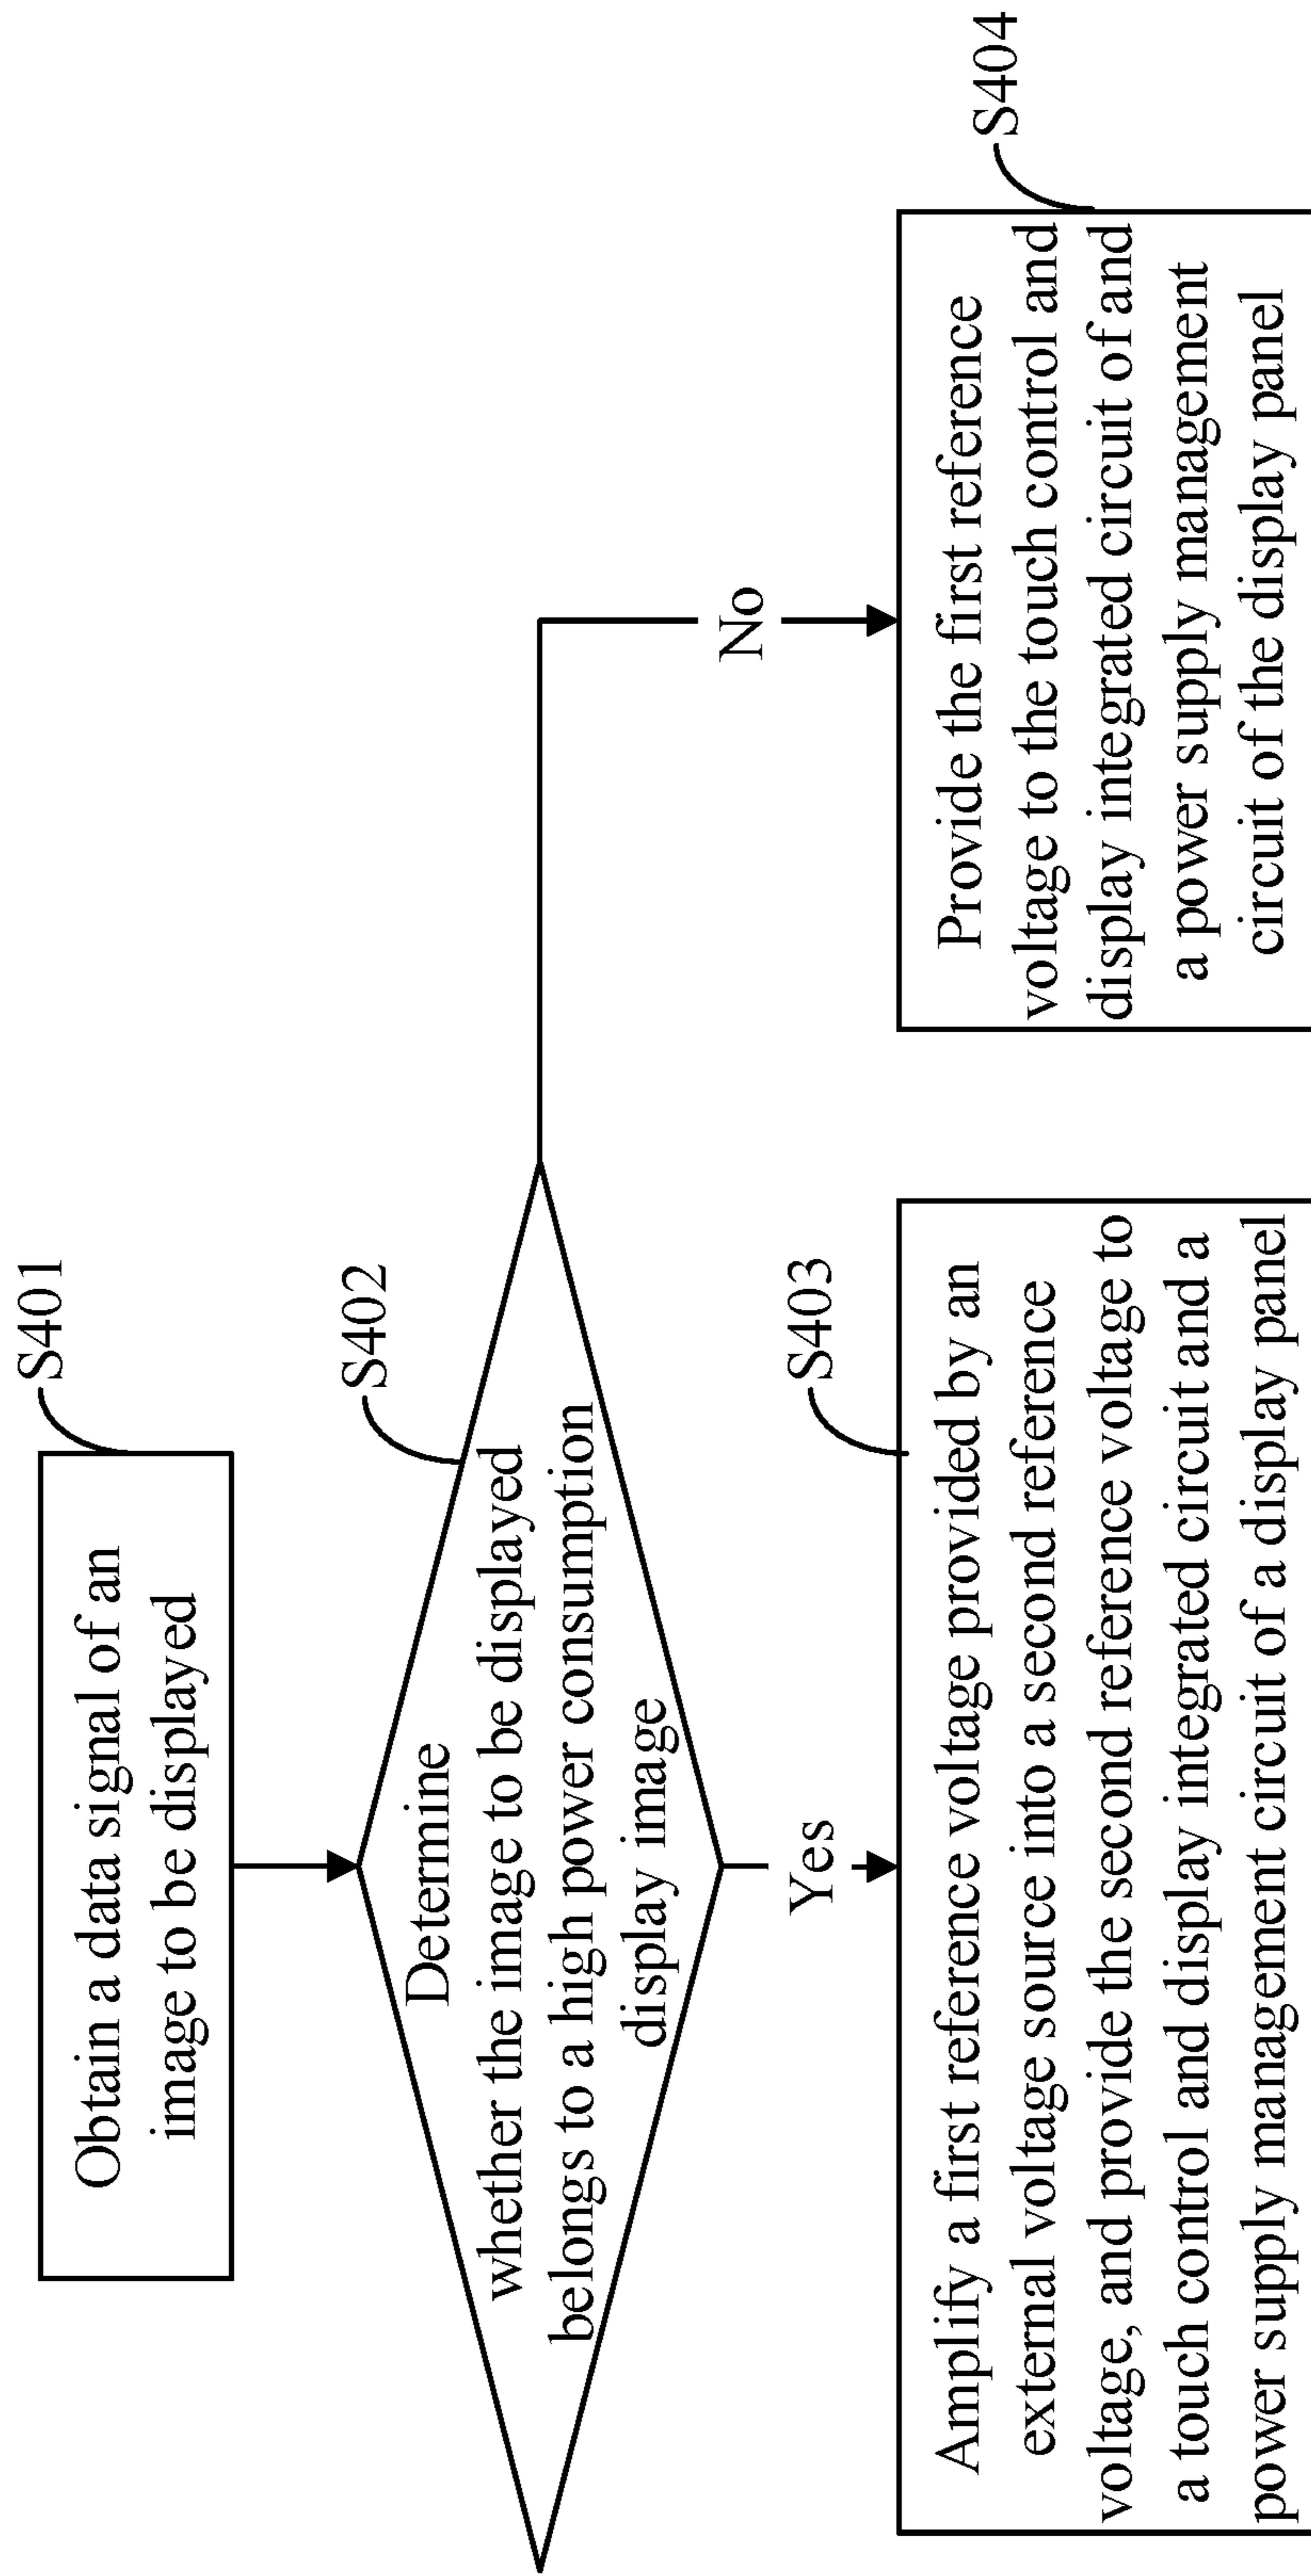 S401
Obtain a data signal of an
image to be displayed
S402
Determine
whether the image to be displayed
belongs to a high power consumption
display image
Yes
No
S403
Amplify a first reference voltage provided by an
external voltage source into a second reference
voltage, and provide the second reference voltage to
a touch control and display integrated circuit and a
power supply management circuit of a display panel
S404
Provide the first reference
voltage to the touch control and
display integrated circuit of and
a power supply management
circuit of the display panel